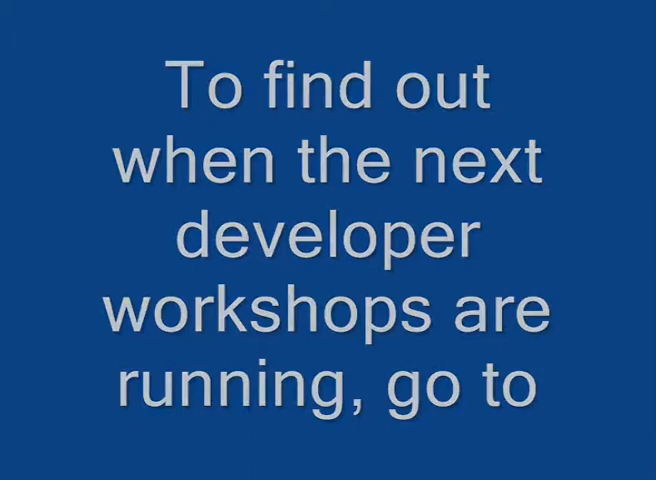 To find out
when the next
developer
workshops are
running, go to